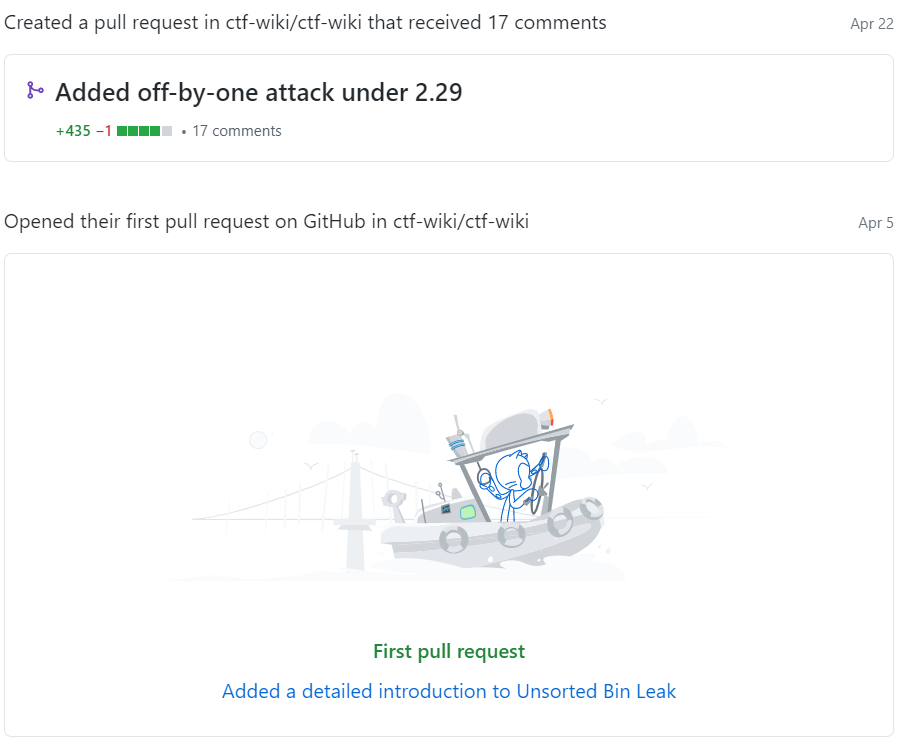 Created a pull request in ctf-wiki/ctf-wiki that received 17 comments
Apr 22
Added off-by-one attack under 2.29
+435 −1 • 17 comments
Opened their first pull request on GitHub in ctf-wiki/ctf-wiki
Apr 5
First pull request
Added a detailed introduction to Unsorted Bin Leak